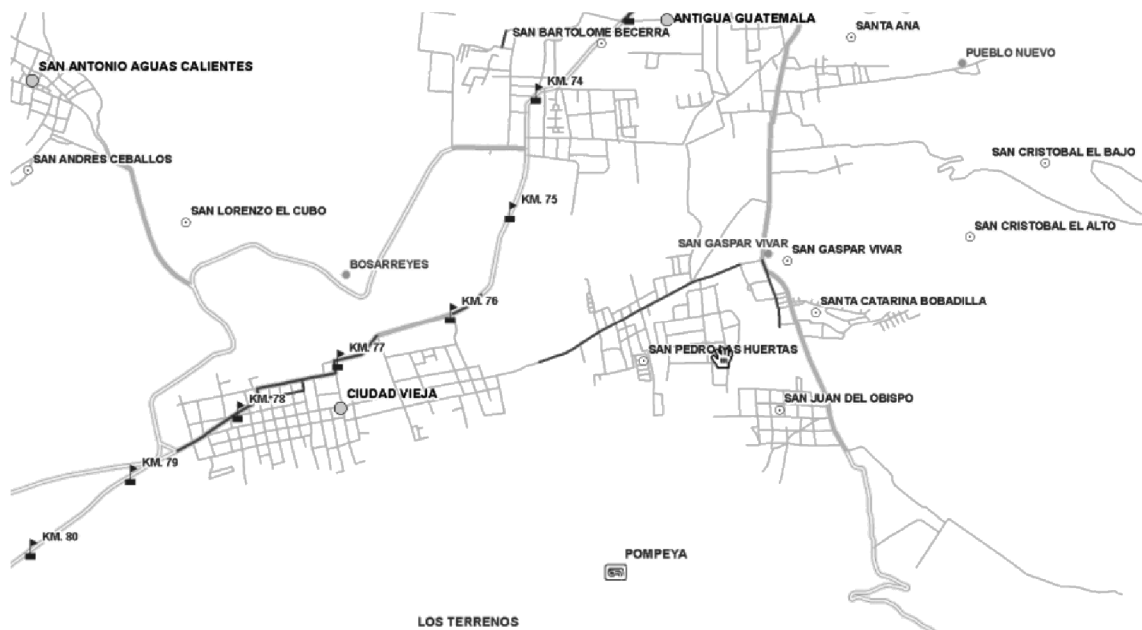 ANTIGUA GUATEMALA
SANTA ANA
SAN BARTOLOME BECERRA
PUEBLO NUEVO
SAN ANTONIO AGUAS CALIENTES
KM. 74
SAN CRISTOBAL EL BAJO
SAN ANDRES CEBALLOS
KM. 75
SAN LORENZO EL CUBO
SAN CRISTOBAL EL ALTO
SAN GASPAR VIVAR
SAN GASPAR VIVAR
BOSARREYES
KM. 76
SANTA CATARINA BOBADILLA
KM. 77
SAN PEDRO HUERTAS
CIUDAD VIEJA
KM. 78
SAN JUAN DEL OBISPO
KM. 79
KM. 80
POMPEYA
LOS TERRENOS